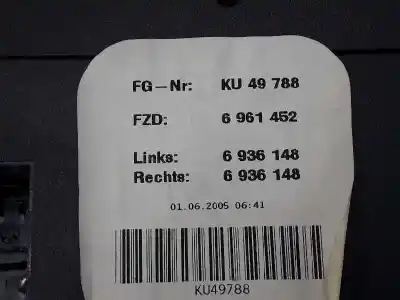 FG-Nr: KU 49 788
FZD: 6 961 452
Links: 6 936 148
Rechts: 6 936 148
01.06.2005 06:41
KU49788